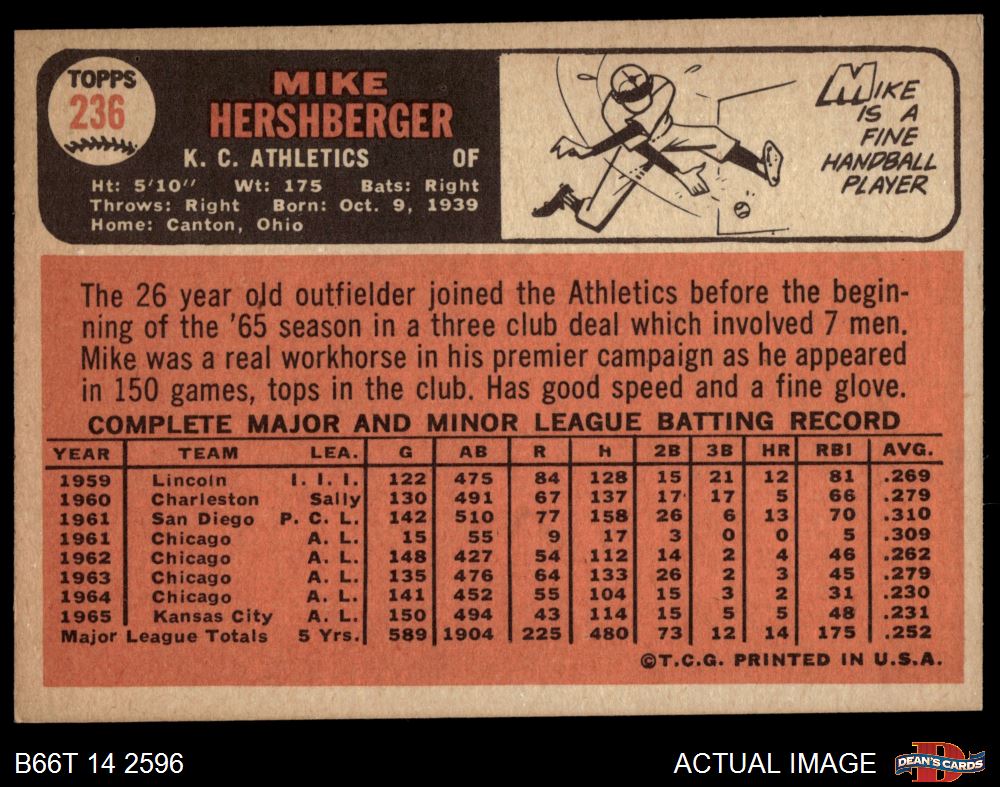 TOPPS
236
MIKE
HERSHBERGER
K. C. ATHLETICS OF
Ht: 5'10" Wt: 175 Bats: Right
Throws: Right Born: Oct. 9, 1939
Home: Canton, Ohio
MIKE
IS A
FINE
HANDBALL
PLAYER
The 26 year old outfielder joined the Athletics before the begin-
ning of the '65 season in a three club deal which involved 7 men.
Mike was a real workhorse in his premier campaign as he appeared
in 150 games, tops in the club. Has good speed and a fine glove.
COMPLETE MAJOR AND MINOR LEAGUE BATTING RECORD
YEAR TEAM LEA. G AB R H 2B 3B HR RBI AVG.
1959 Lincoln I. I. I. 122 475 84 128 15 21 12 81 .269
1960 Charleston Sally 130 491 67 137 17 17 5 66 .279
1961 San Diego P. C. L. 142 510 77 158 26 6 13 70 .310
1961 Chicago A. L. 15 55 9 17 3 0 0 5 .309
1962 Chicago A. L. 148 427 54 112 14 2 4 46 .262
1963 Chicago A. L. 135 476 64 133 26 2 3 45 .279
1964 Chicago A. L. 141 452 55 104 15 3 2 31 .230
1965 Kansas City A. L. 150 494 43 114 15 5 5 48 .231
Major League Totals 5 Yrs. 589 1904 225 480 73 12 14 175 .252
©T.C.G. PRINTED IN U.S.A.
B66T 14 2596 ACTUAL IMAGE
DEAN'S CARDS